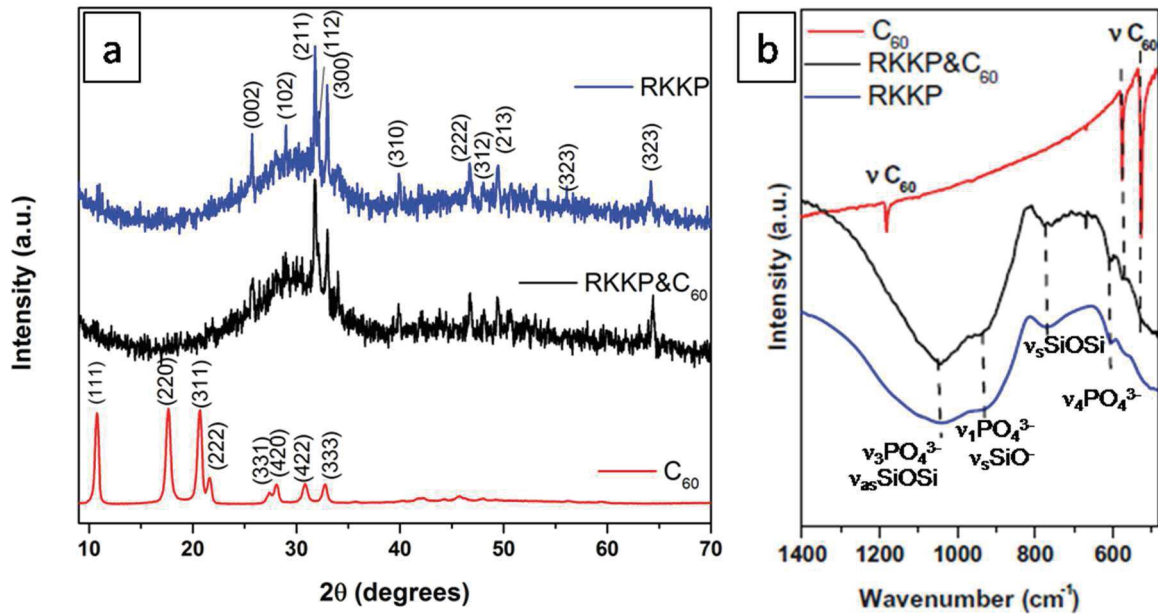 a
(002)
(102)
(211)
(112)
(300)
(310)
(222)
(312)
(213)
(323)
(323)
RKKP
RKKP&C₆₀
(111)
(220)
(311)
(222)
(331)
(420)
(422)
(333)
C₆₀
Intensity (a.u.)
10 20 30 40 50 60 70
2θ (degrees)
b
C₆₀
RKKP&C₆₀
RKKP
ν C₆₀
ν C₆₀
νₛSiOSi
ν₄PO₄³⁻
ν₁PO₄³⁻
νₛSiO⁻
ν₃PO₄³⁻
νₐₛSiOSi
Intensity (a.u.)
1400 1200 1000 800 600
Wavenumber (cm⁻¹)